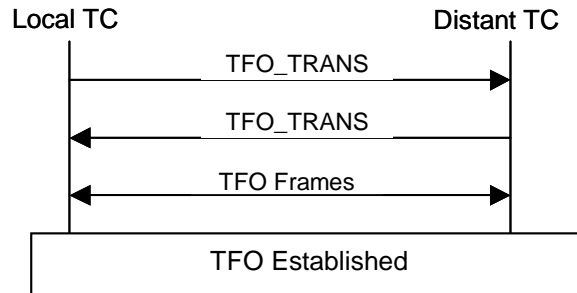 Local TC
Distant TC
TFO_TRANS
TFO_TRANS
TFO Frames
TFO Established